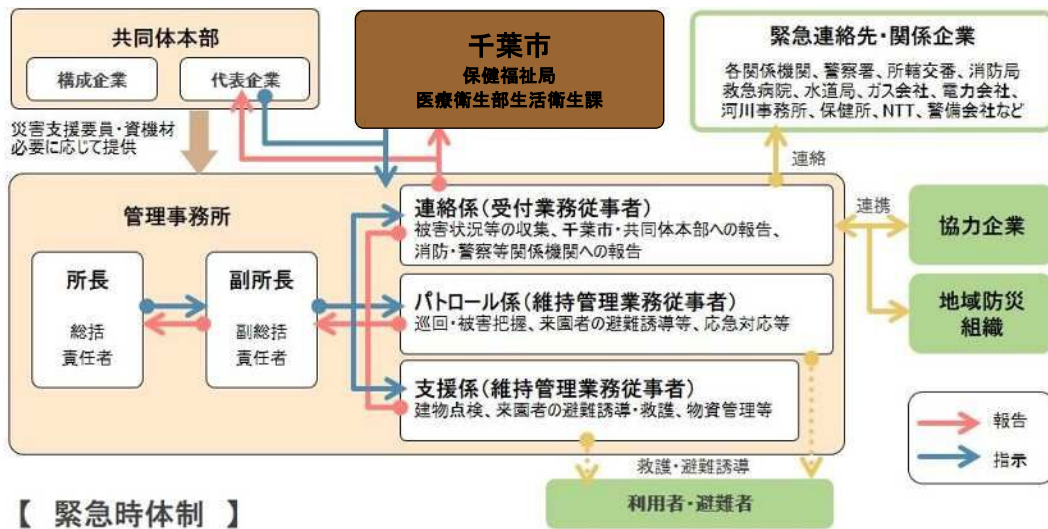 共同体本部
構成企業
代表企業
千葉市
保健福祉局
医療衛生部生活衛生課
緊急連絡先・関係企業
各関係機関、警察署、所轄交番、消防局
救急病院、水道局、ガス会社、電力会社、
河川事務所、保健所、NTT、警備会社など
災害支援要員・資機材
必要に応じて提供
連絡
管理事務所
連絡係(受付業務従事者)
被害状況等の収集、千葉市・共同体本部への報告、
消防・警察等関係機関への報告
連携
協力企業
所長
総括
責任者
副所長
副総括
責任者
パトロール係(維持管理業務従事者)
巡回・被害把握、来園者の避難誘導等、応急対応等
地域防災
組織
支援係(維持管理業務従事者)
建物点検、来園者の避難誘導・救護、物資管理等
報告
指示
救護・避難誘導
利用者・避難者
【 緊急時体制 】